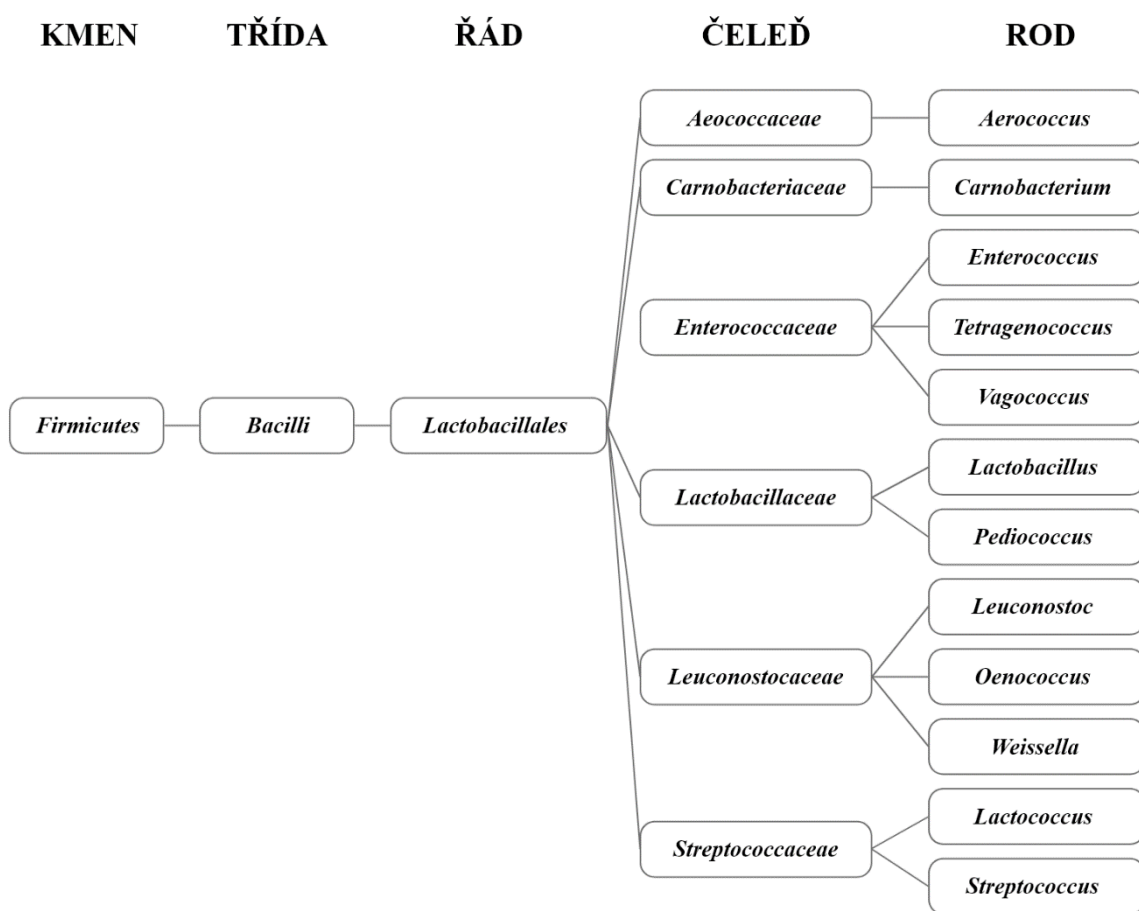 KMEN TŘÍDA ŘÁD ČELEĎ ROD
Aeococcaceae Aerococcus
Carnobacteriaceae Carnobacterium
Enterococcus
Enterococcaceae Tetragenococcus
Vagococcus
Firmicutes Bacilli Lactobacillales
Lactobacillus
Lactobacillaceae
Pediococcus
Leuconostoc
Leuconostocaceae Oenococcus
Weissella
Lactococcus
Streptococcaceae
Streptococcus